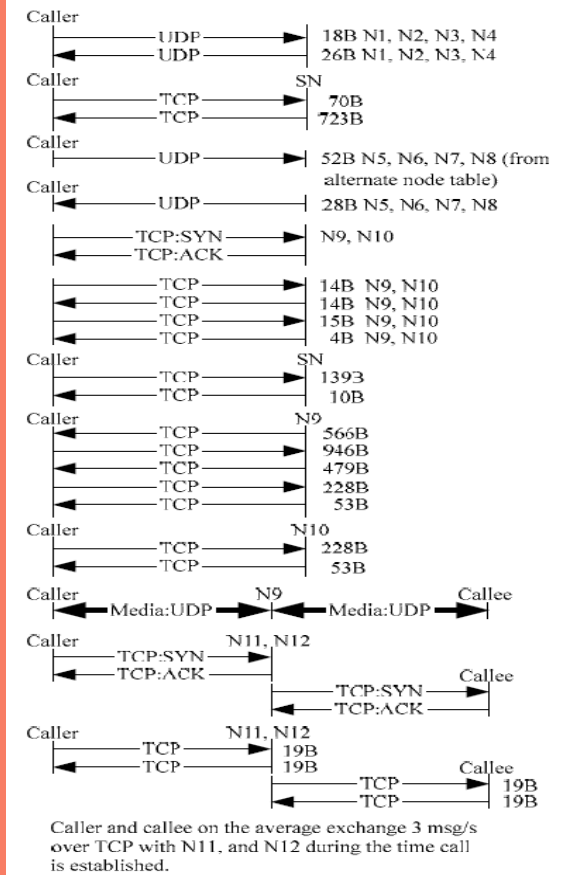 Caller
UDP 18B N1, N2, N3, N4
UDP 26B N1, N2, N3, N4
Caller SN
TCP 70B
TCP 723B
Caller
UDP 52B N5, N6, N7, N8 (from
alternate node table)
Caller
UDP 28B N5, N6, N7, N8
TCP:SYN N9, N10
TCP:ACK
TCP 14B N9, N10
TCP 14B N9, N10
TCP 15B N9, N10
TCP 4B N9, N10
Caller SN
TCP 139B
TCP 10B
Caller N9
TCP 566B
TCP 946B
TCP 479B
TCP 228B
TCP 53B
Caller N10
TCP 228B
TCP 53B
Caller N9 Callee
Media:UDP Media:UDP
Caller N11, N12
TCP:SYN
TCP:ACK Callee
TCP:SYN
TCP:ACK
Caller N11, N12
TCP 19B
TCP 19B Callee
TCP 19B
TCP 19B
Caller and callee on the average exchange 3 msg/s
over TCP with N11, and N12 during the time call
is established.